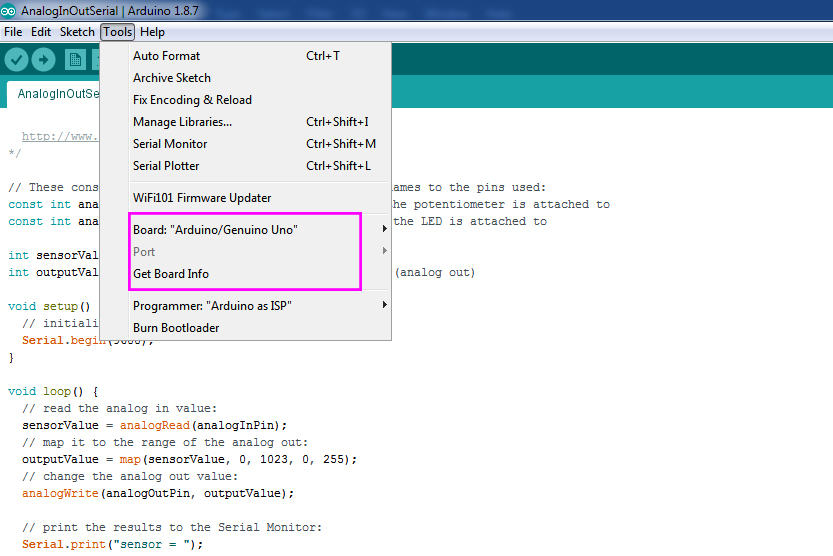 AnalogInOutSerial | Arduino 1.8.7
File Edit Sketch Tools Help
Auto Format Ctrl+T
Archive Sketch
Fix Encoding & Reload
Manage Libraries... Ctrl+Shift+I
Serial Monitor Ctrl+Shift+M
Serial Plotter Ctrl+Shift+L
WiFi101 Firmware Updater
Board: "Arduino/Genuino Uno"
Port
Get Board Info
Programmer: "Arduino as ISP"
Burn Bootloader
AnalogInOutSe
http://www.
*/
// These cons ames to the pins used:
const int ana he potentiometer is attached to
const int ana the LED is attached to
int sensorVal
int outputVal (analog out)
void setup()
// initiali
Serial.begin(9600);
}
void loop() {
// read the analog in value:
sensorValue = analogRead(analogInPin);
// map it to the range of the analog out:
outputValue = map(sensorValue, 0, 1023, 0, 255);
// change the analog out value:
analogWrite(analogOutPin, outputValue);
// print the results to the Serial Monitor:
Serial.print("sensor = ");